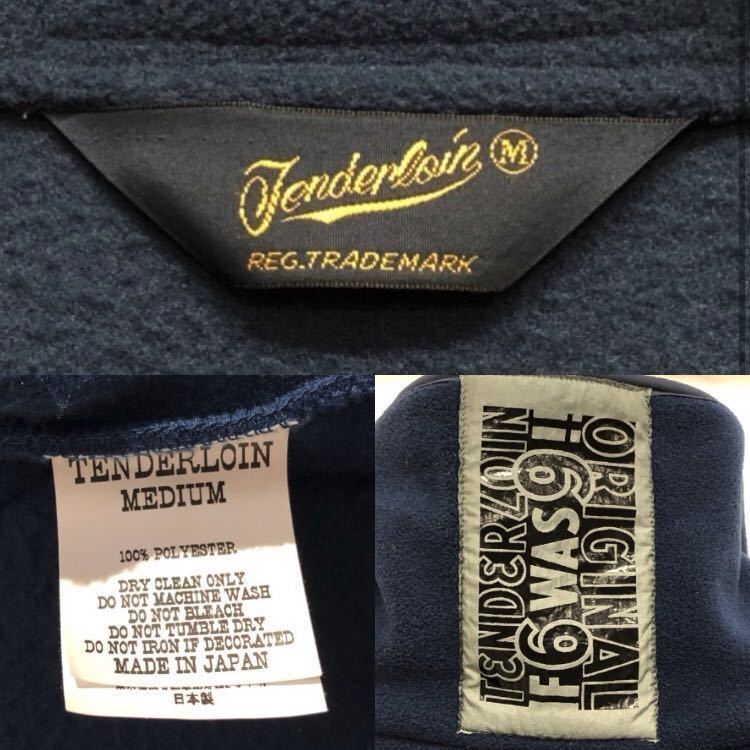 Tenderloin M
REG.TRADEMARK
TENDERLOIN
MEDIUM
100% POLYESTER
DRY CLEAN ONLY
DO NOT MACHINE WASH
DO NOT BLEACH
DO NOT TUMBLE DRY
DO NOT IRON IF DECORATED
MADE IN JAPAN
日本製
TENDERLOIN
IF 6 WAS 9 !!
ORIGINAL